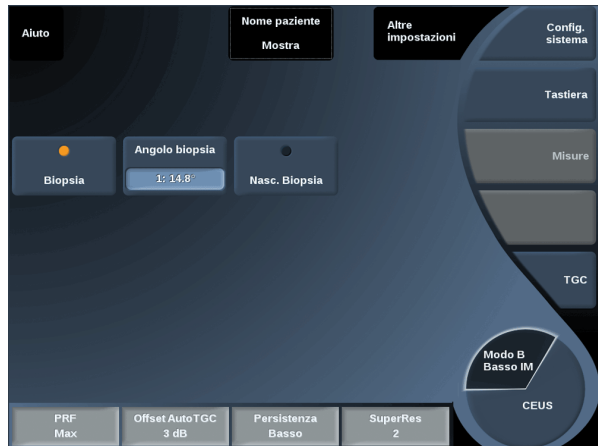 Aiuto
Nome paziente
Mostra
Altre
impostazioni
Config.
sistema
Tastiera
Misure
TGC
Biopsia
Angolo biopsia
1: 14.8°
Nasc. Biopsia
Modo B
Basso IM
CEUS
PRF
Max
Offset AutoTGC
3 dB
Persistenza
Basso
SuperRes
2